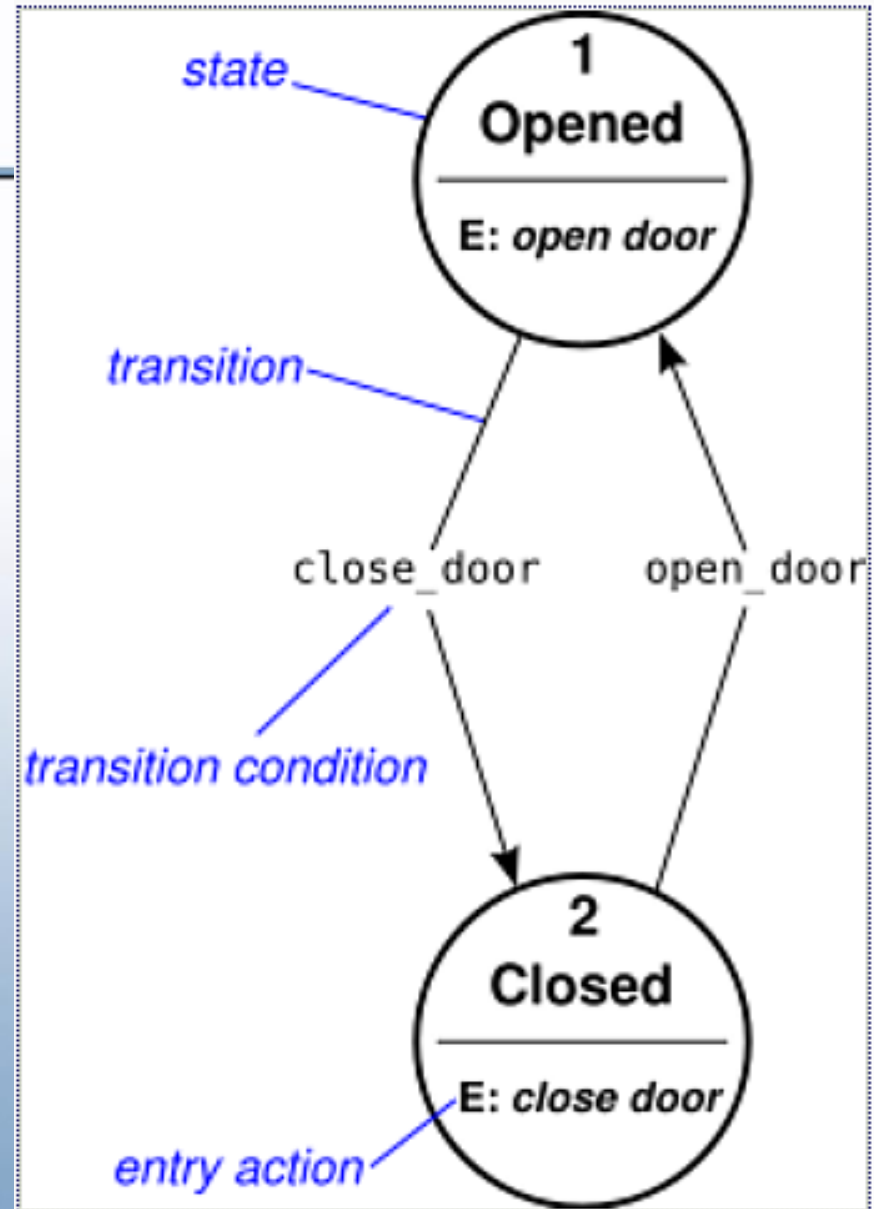 state
1
Opened
E: open door
transition
close_door
open_door
transition condition
2
Closed
E: close door
entry action